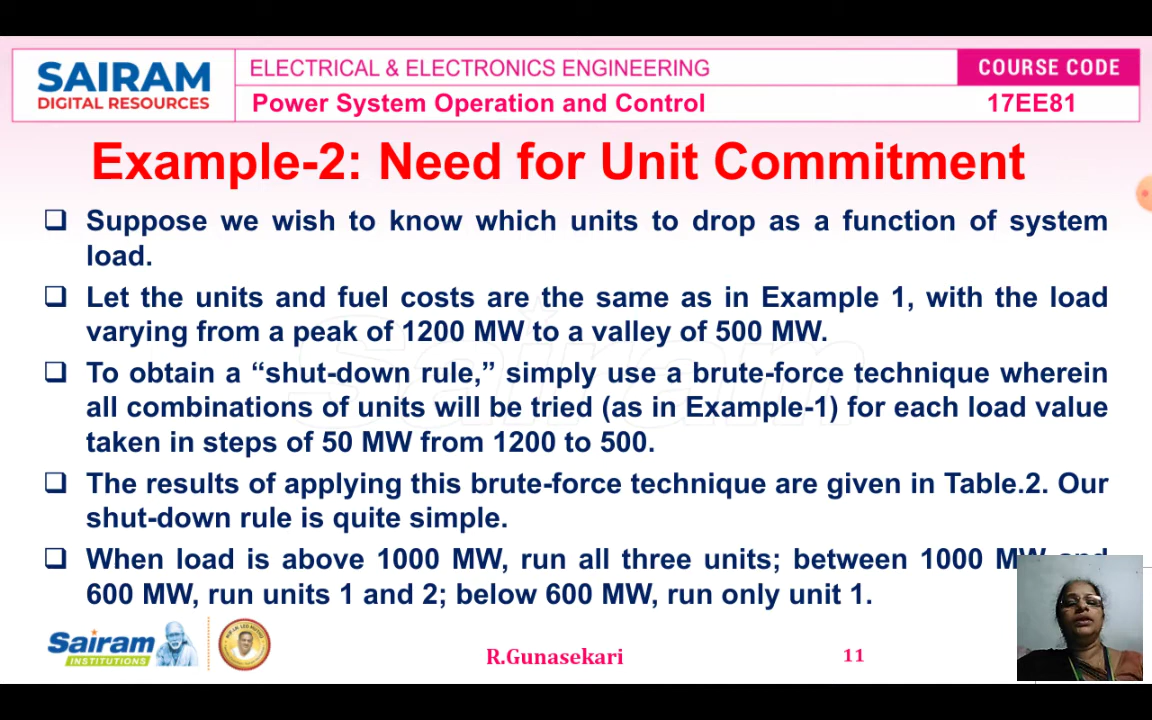 SAIRAM
DIGITAL RESOURCES
ELECTRICAL & ELECTRONICS ENGINEERING
COURSE CODE
Power System Operation and Control
17EE81
Example-2: Need for Unit Commitment
❑ Suppose we wish to know which units to drop as a function of system
load.
❑ Let the units and fuel costs are the same as in Example 1, with the load
varying from a peak of 1200 MW to a valley of 500 MW.
❑ To obtain a “shut-down rule,” simply use a brute-force technique wherein
all combinations of units will be tried (as in Example-1) for each load value
taken in steps of 50 MW from 1200 to 500.
❑ The results of applying this brute-force technique are given in Table.2. Our
shut-down rule is quite simple.
❑ When load is above 1000 MW, run all three units; between 1000 MW and
600 MW, run units 1 and 2; below 600 MW, run only unit 1.
Sairam
Sairam
INSTITUTIONS
R.Gunasekari
11